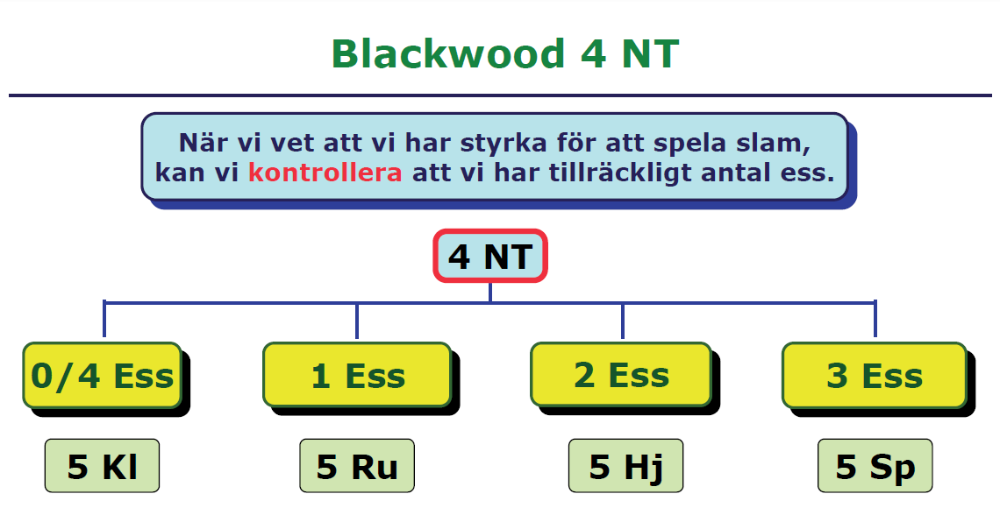 Blackwood 4 NT
När vi vet att vi har styrka för att spela slam,
kan vi kontrollera att vi har tillräckligt antal ess.
4 NT
0/4 Ess
1 Ess
2 Ess
3 Ess
5 Kl
5 Ru
5 Hj
5 Sp